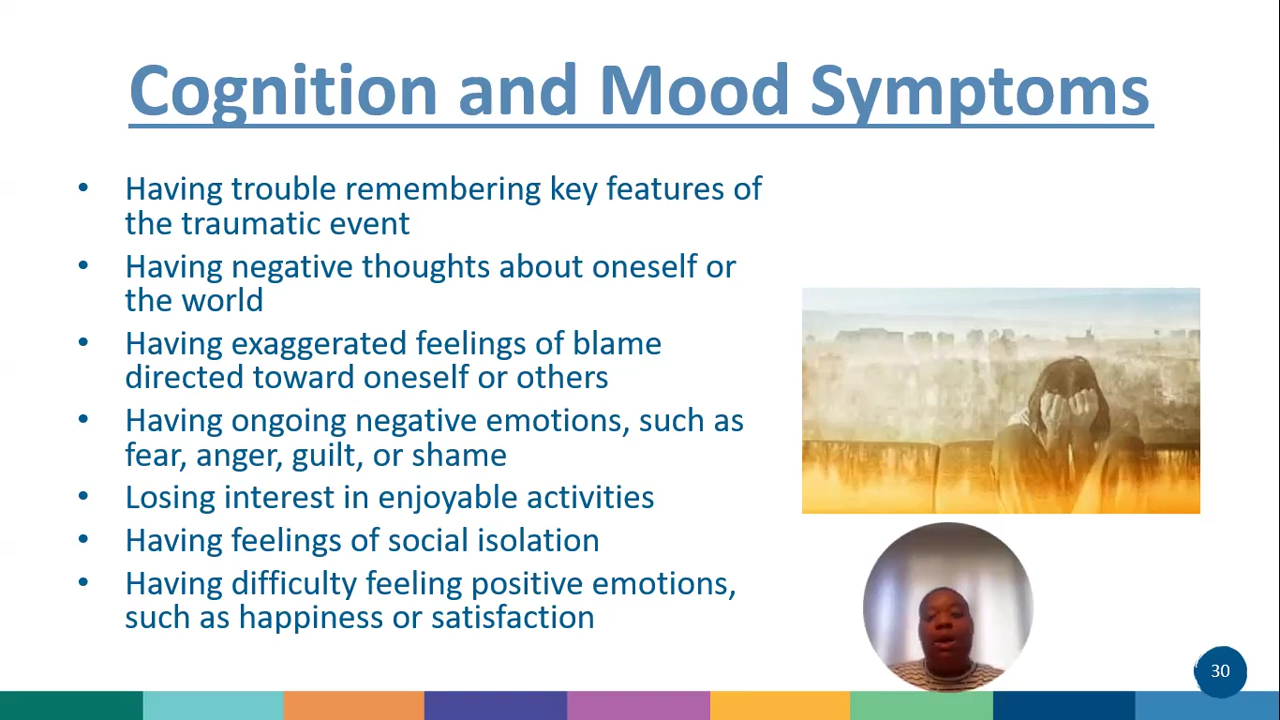 Cognition and Mood Symptoms
• Having trouble remembering key features of
the traumatic event
• Having negative thoughts about oneself or
the world
• Having exaggerated feelings of blame
directed toward oneself or others
• Having ongoing negative emotions, such as
fear, anger, guilt, or shame
• Losing interest in enjoyable activities
• Having feelings of social isolation
• Having difficulty feeling positive emotions,
such as happiness or satisfaction
30